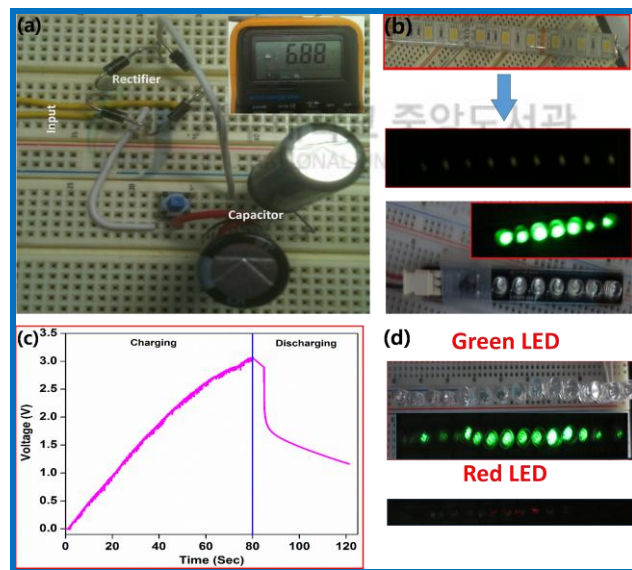 (a)
Rectifier
Input
Capacitor
6.88
(b)
중앙도서관
(c)
Charging
Discharging
Voltage (V)
3.5
3.0
2.5
2.0
1.5
1.0
0.5
0.0
0
20
40
60
80
100
120
Time (Sec)
(d)
Green LED
Red LED